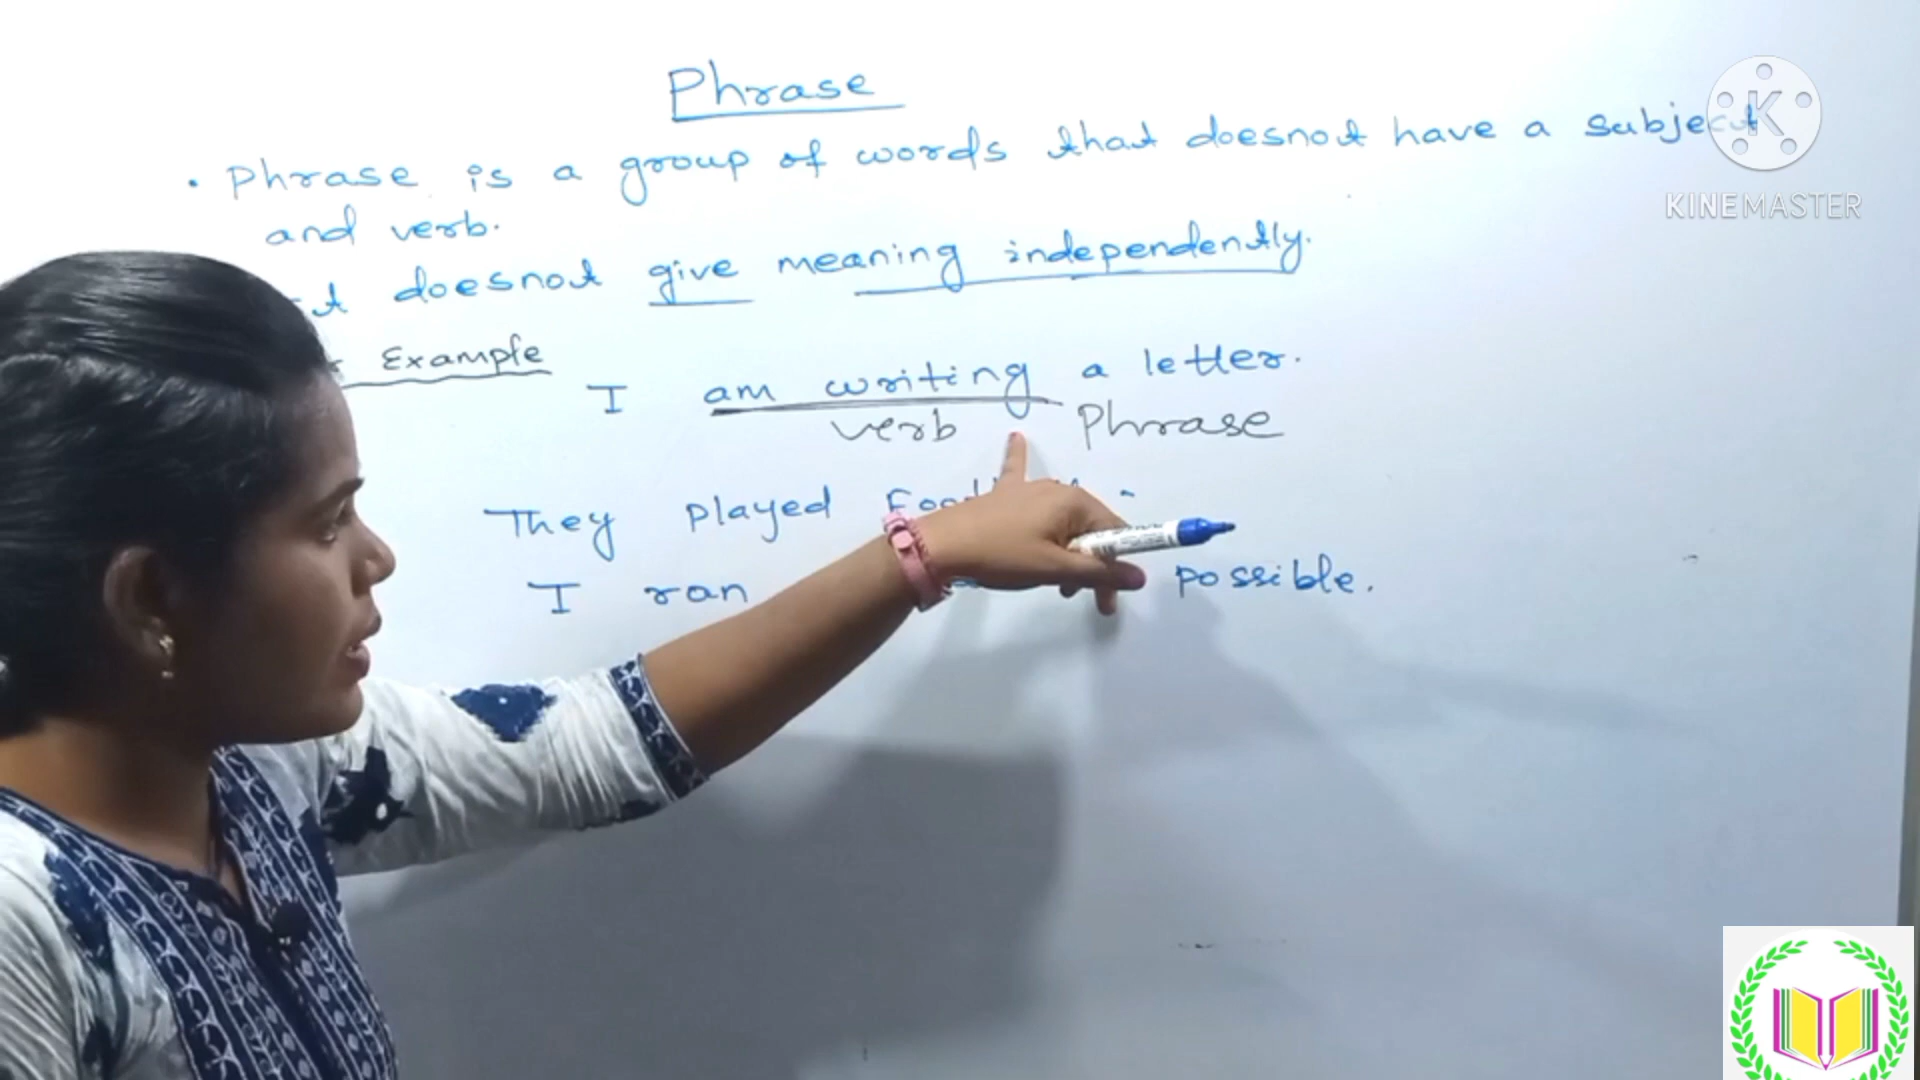 Phrase
• Phrase is a group of words that doesnot have a subject
and verb.
doesnot give meaning independently.
Example
I am writing a letter.
verb Phrase
They played
I ran possible.
K
KINEMASTER